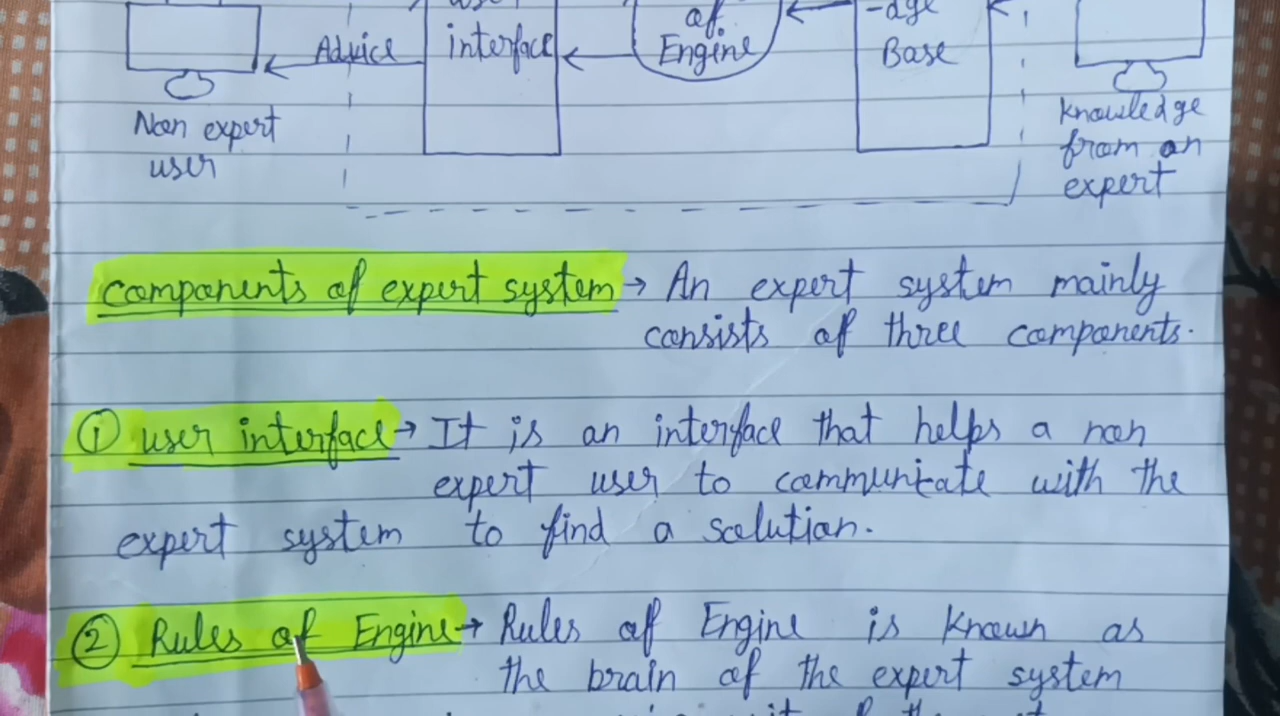 of
-dge
Advice
interface
Engine
Base
Non expert
user
knowledge
from an
expert
components of expert system → An expert system mainly
consists of three components.
① user interface → It is an interface that helps a non
expert user to communicate with the
expert system to find a solution.
② Rules of Engine → Rules of Engine is known as
the brain of the expert system